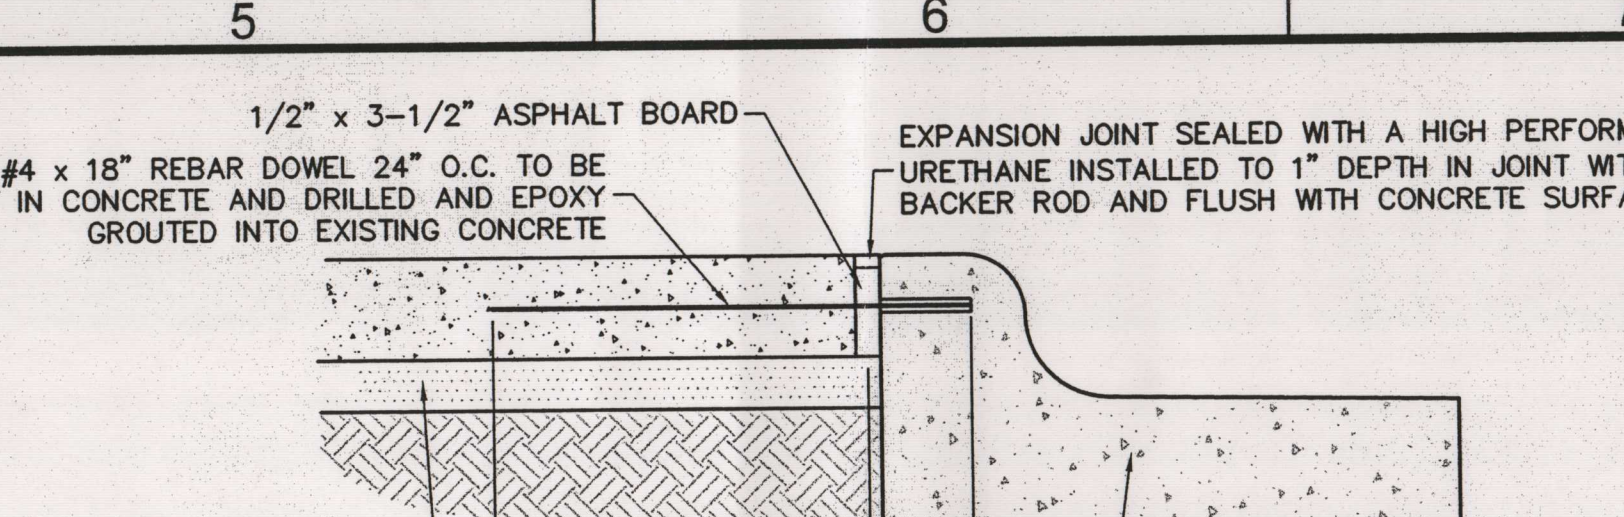 5
6
1/2" x 3-1/2" ASPHALT BOARD
#4 x 18" REBAR DOWEL 24" O.C. TO BE
IN CONCRETE AND DRILLED AND EPOXY
GROUTED INTO EXISTING CONCRETE
EXPANSION JOINT SEALED WITH A HIGH
URETHANE INSTALLED TO 1" DEPTH IN JOINT
BACKER ROD AND FLUSH WITH CONCRETE